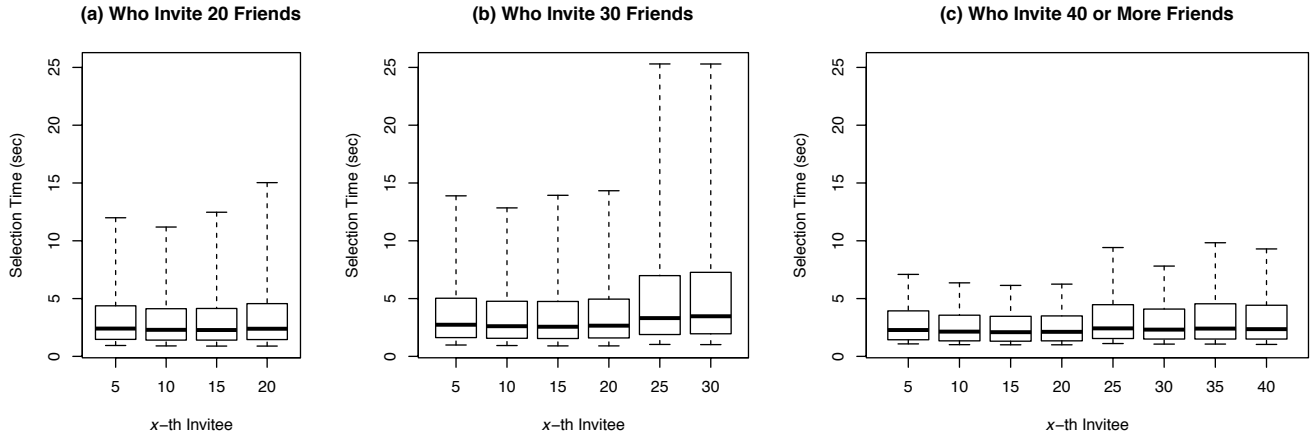 (a) Who Invite 20 Friends
Selection Time (sec)
25
20
15
10
5
0
5 10 15 20
x−th Invitee
(b) Who Invite 30 Friends
Selection Time (sec)
25
20
15
10
5
0
5 10 15 20 25 30
x−th Invitee
(c) Who Invite 40 or More Friends
Selection Time (sec)
25
20
15
10
5
0
5 10 15 20 25 30 35 40
x−th Invitee